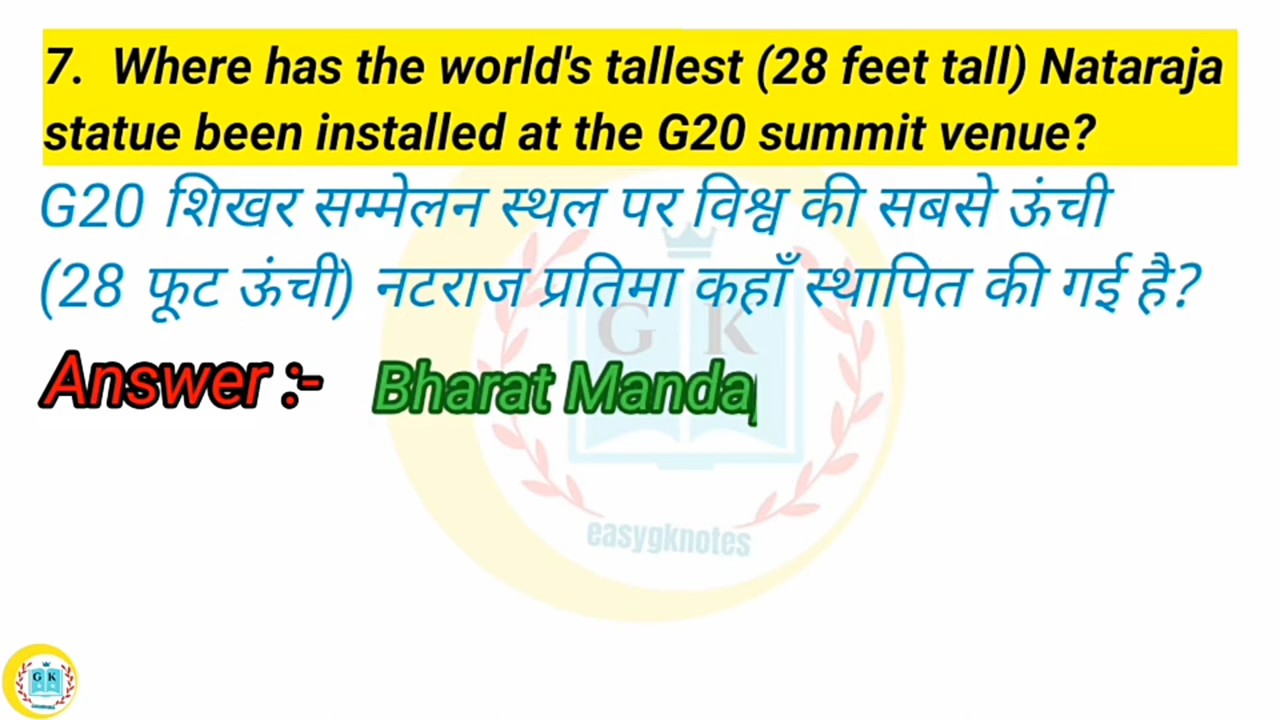 7. Where has the world's tallest (28 feet tall) Nataraja
statue been installed at the G20 summit venue?
G20 शिखर सम्मेलन स्थल पर विश्व की सबसे ऊंची
(28 फूट ऊंची) नटराज प्रतिमा कहाँ स्थापित की गई है?
Answer :- Bharat Manda
G K
easygknotes
G K